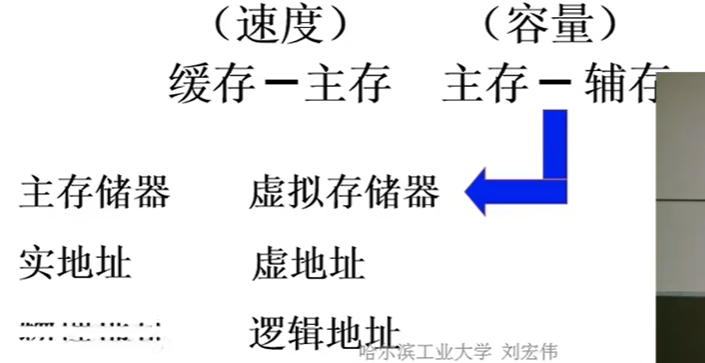 （速度） （容量）
缓存－主存 主存－辅存
主存储器 虚拟存储器
实地址 虚地址
逻辑地址
哈尔滨工业大学 刘宏伟